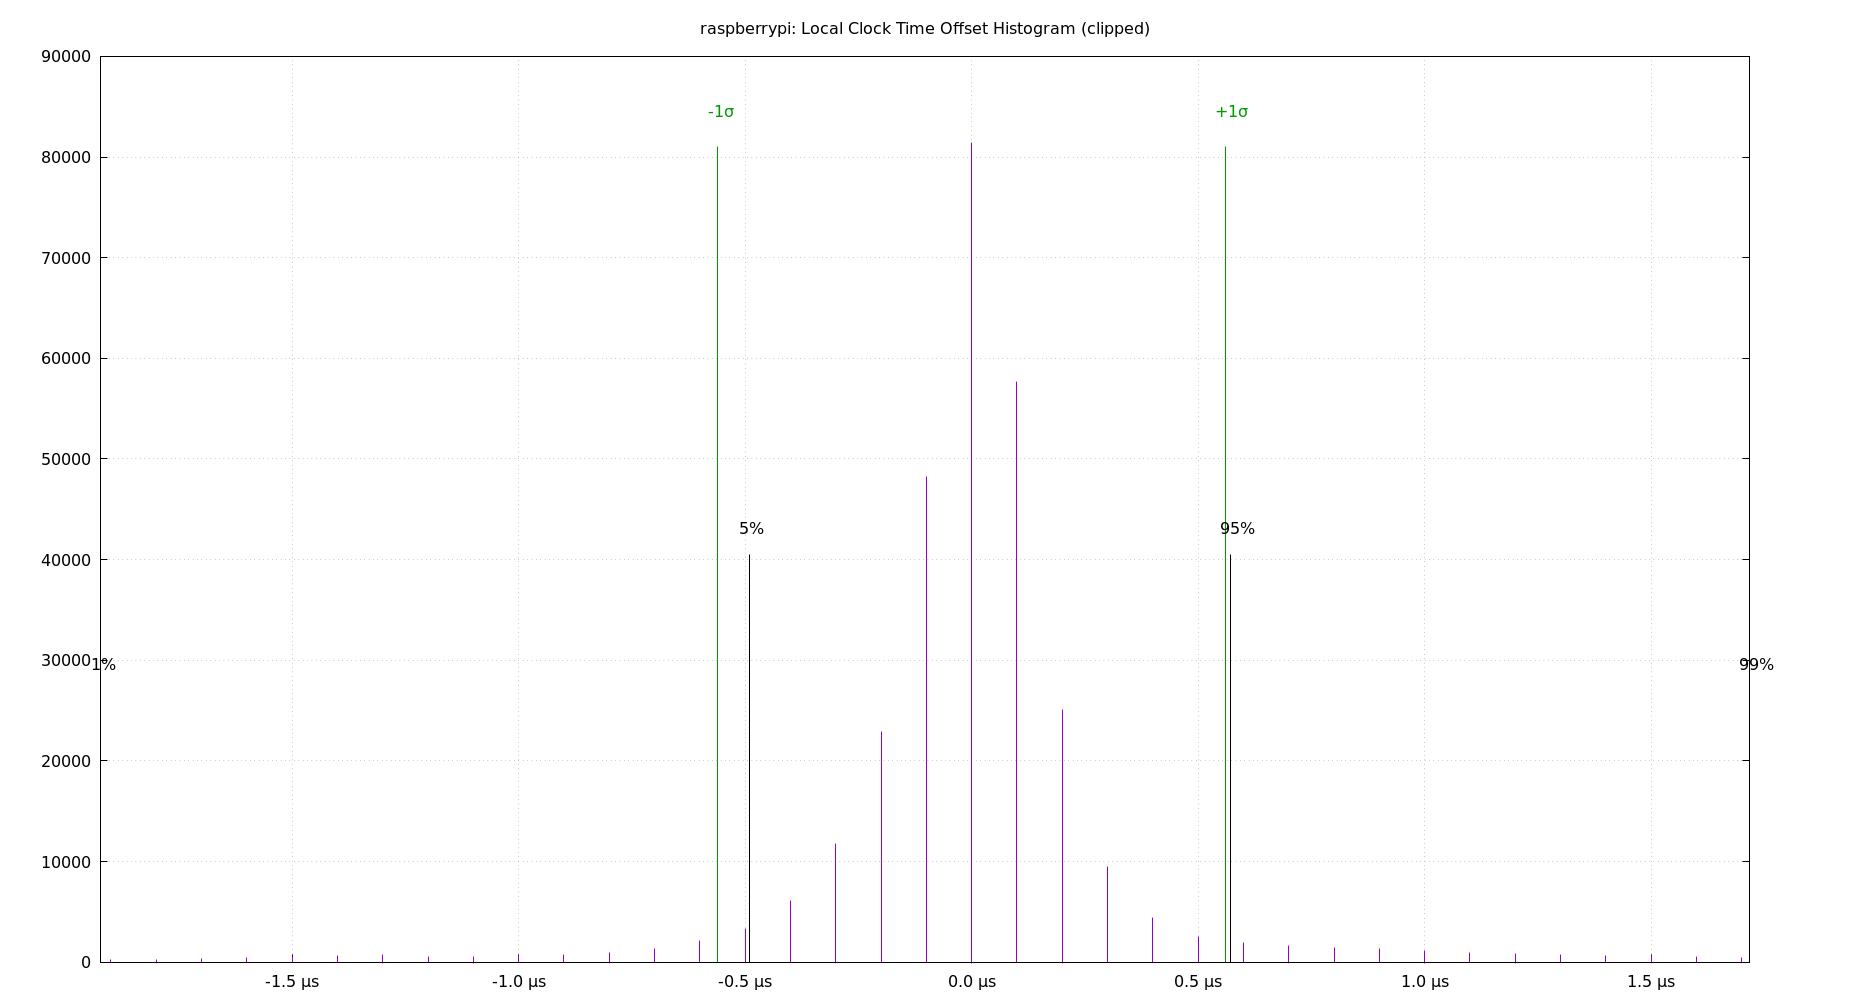 raspberrypi: Local Clock Time Offset Histogram (clipped)
90000
-1σ
+1σ
80000
70000
60000
50000
5%
95%
40000
30000
1%
99%
20000
10000
0
-1.5 µs
-1.0 µs
-0.5 µs
0.0 µs
0.5 µs
1.0 µs
1.5 µs